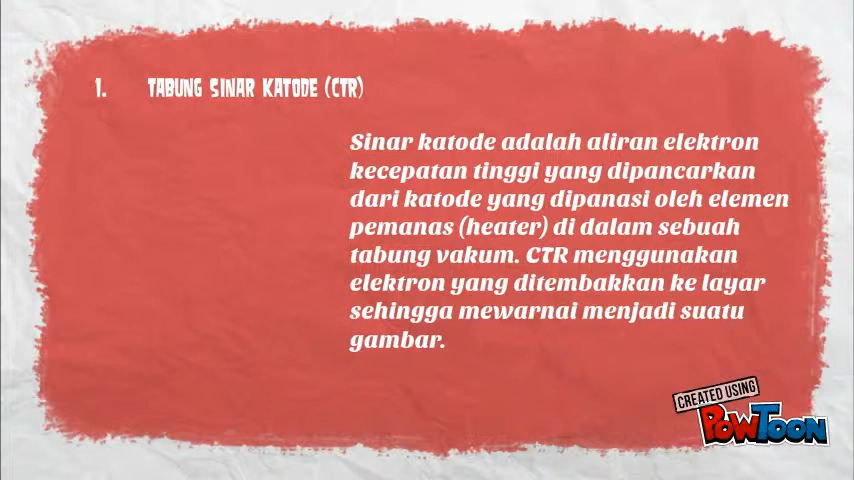 1. TABUNG SINAR KATODE (CTR)
Sinar katode adalah aliran elektron
kecepatan tinggi yang dipancarkan
dari katode yang dipanasi oleh elemen
pemanas (heater) di dalam sebuah
tabung vakum. CTR menggunakan
elektron yang ditembakkan ke layar
sehingga mewarnai menjadi suatu
gambar.
CREATED USING
POWTOON